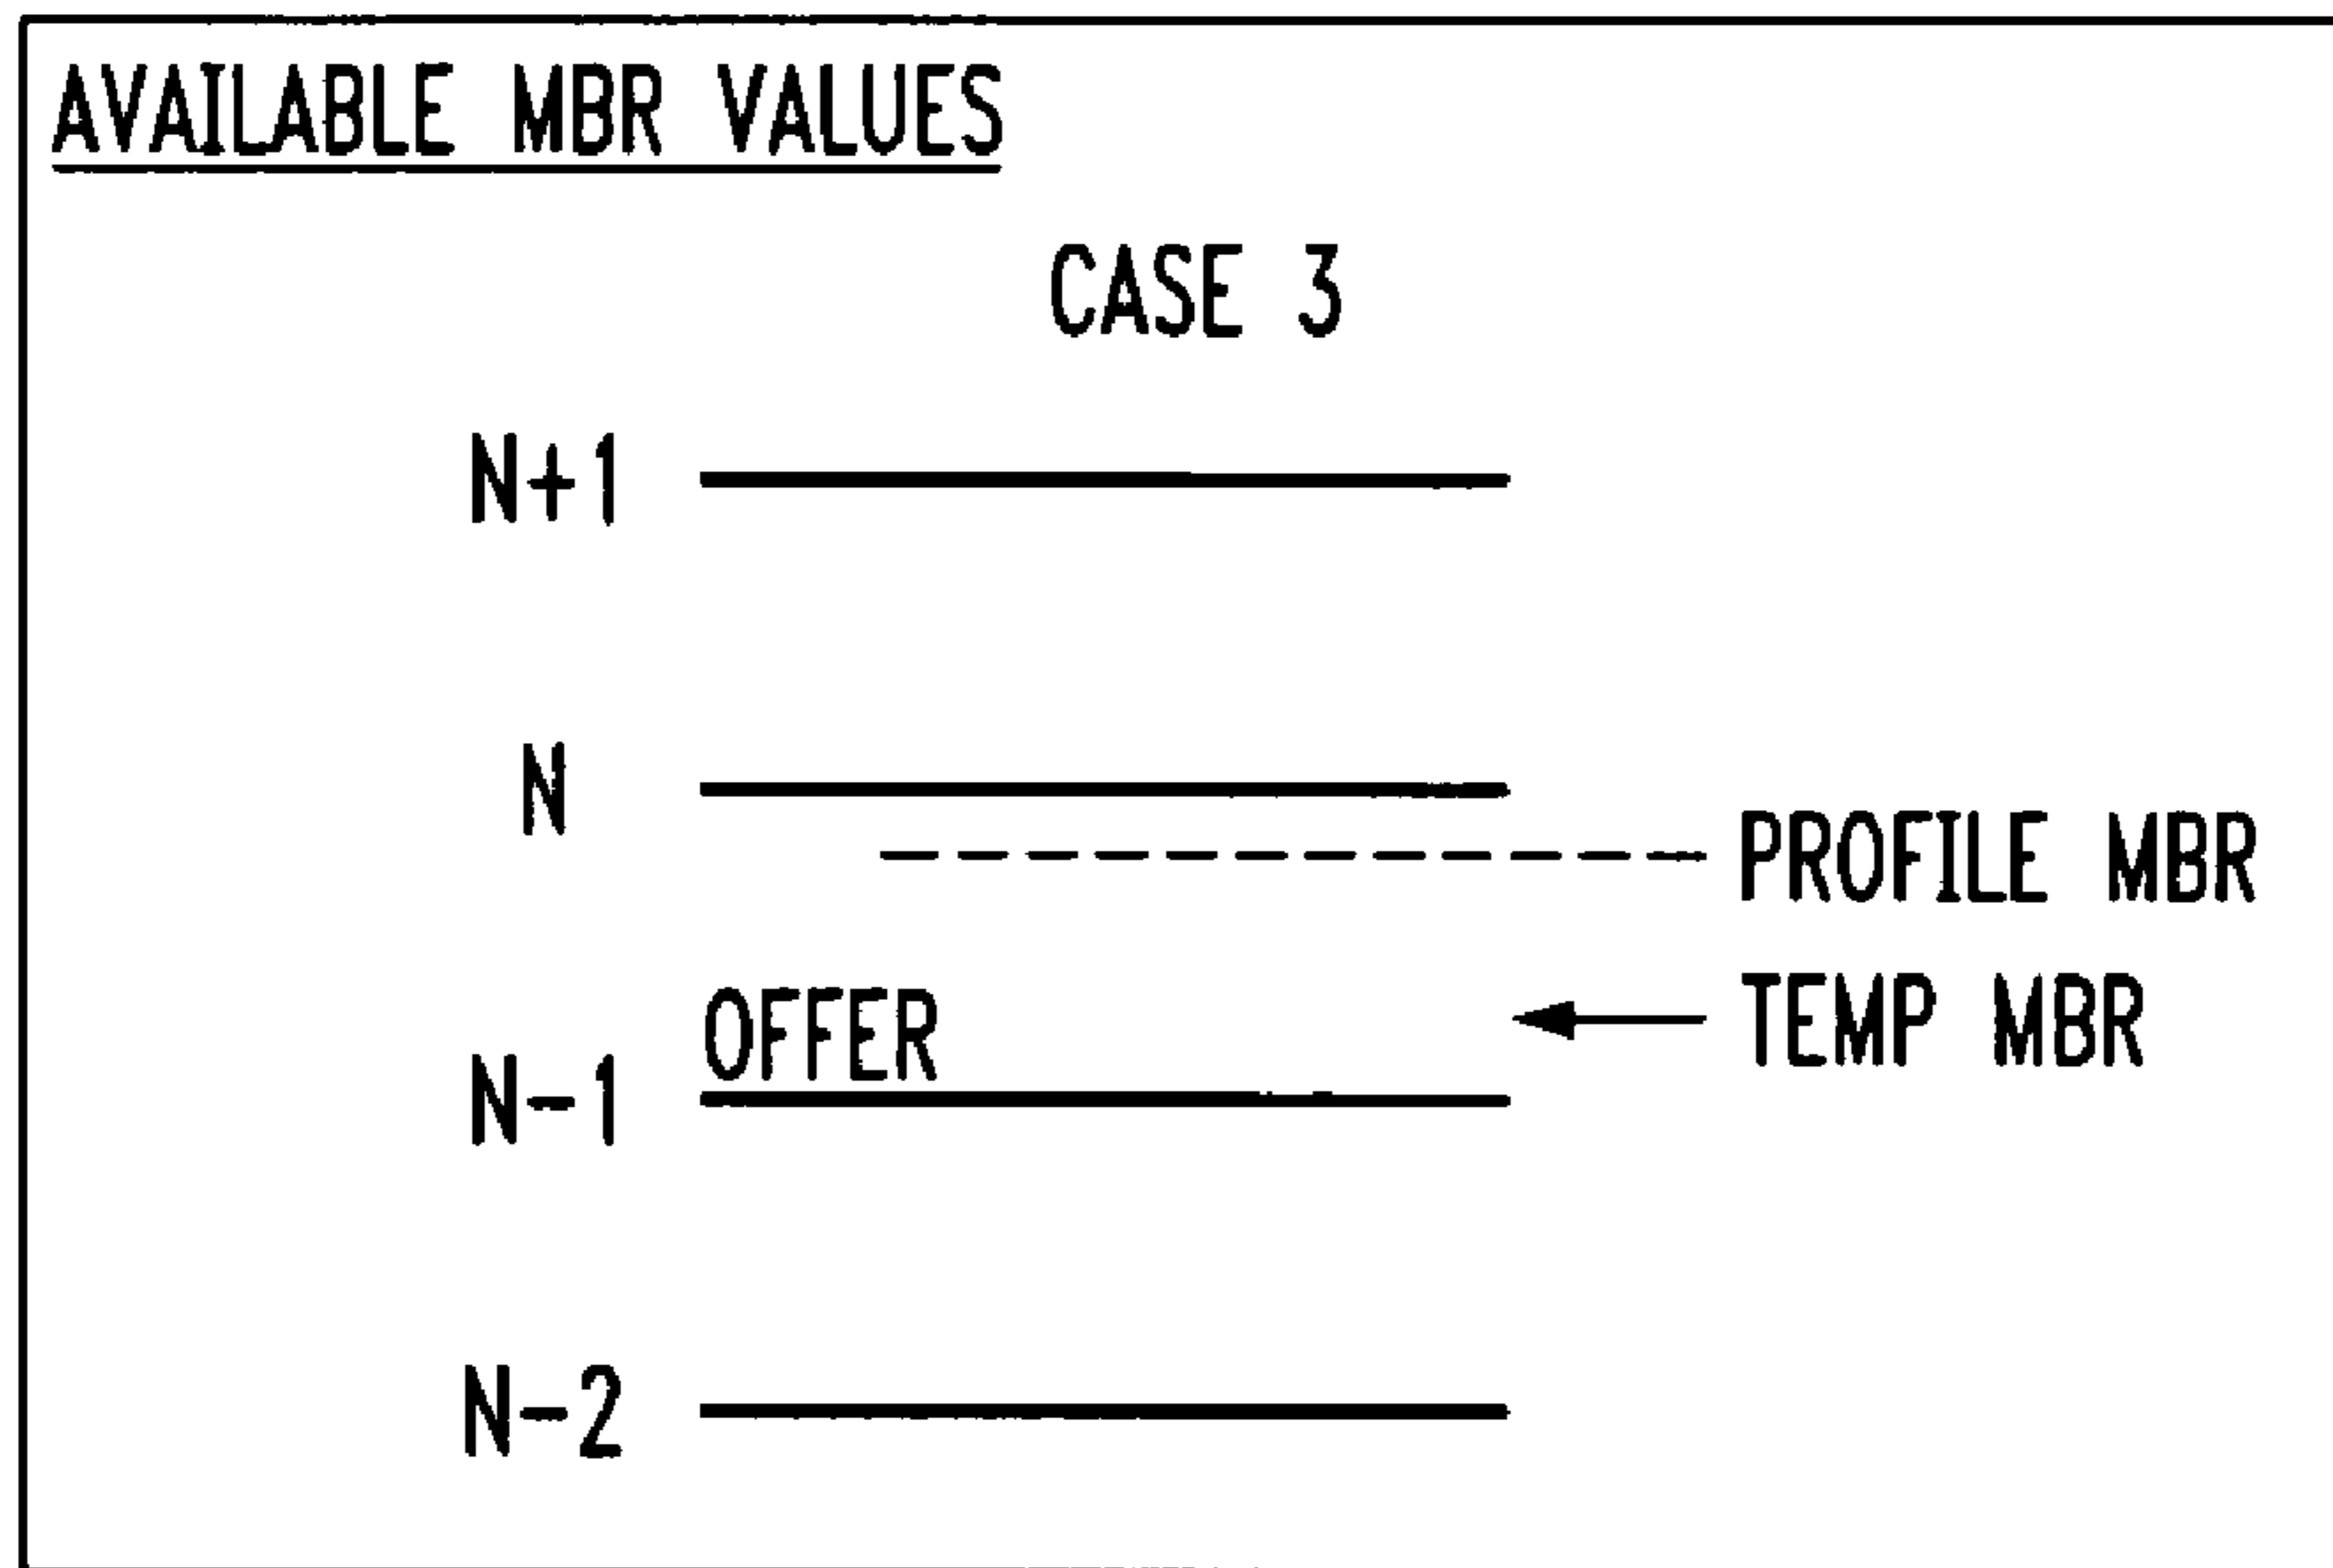 AVAILABLE MBR VALUES
CASE 3
N+1
N
PROFILE MBR
OFFER
TEMP MBR
N-1
N-2